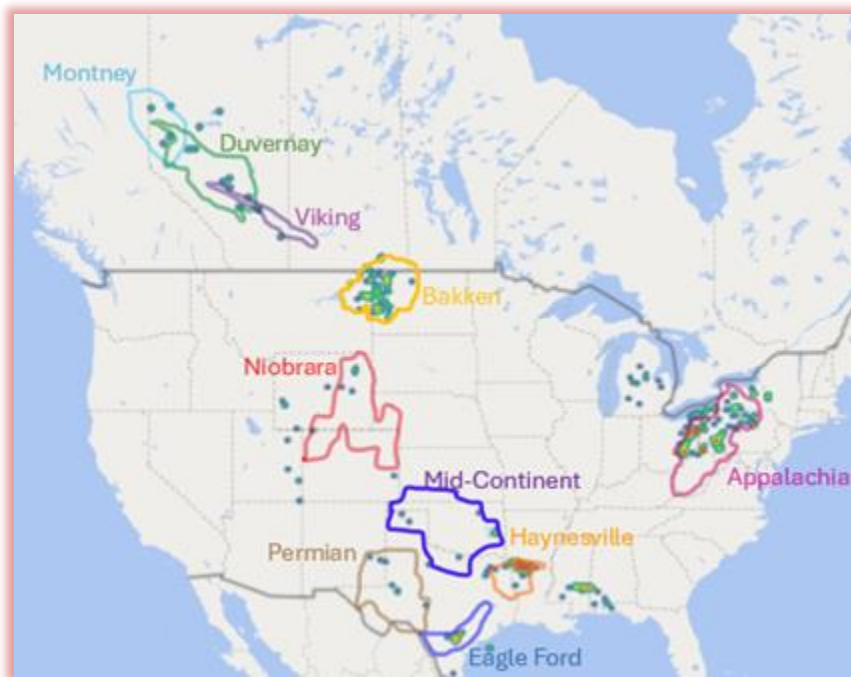 Montney
Duvernay
Viking
Bakken
Niobrara
Mid-Continent
Appalachia
Haynesville
Permian
Eagle Ford